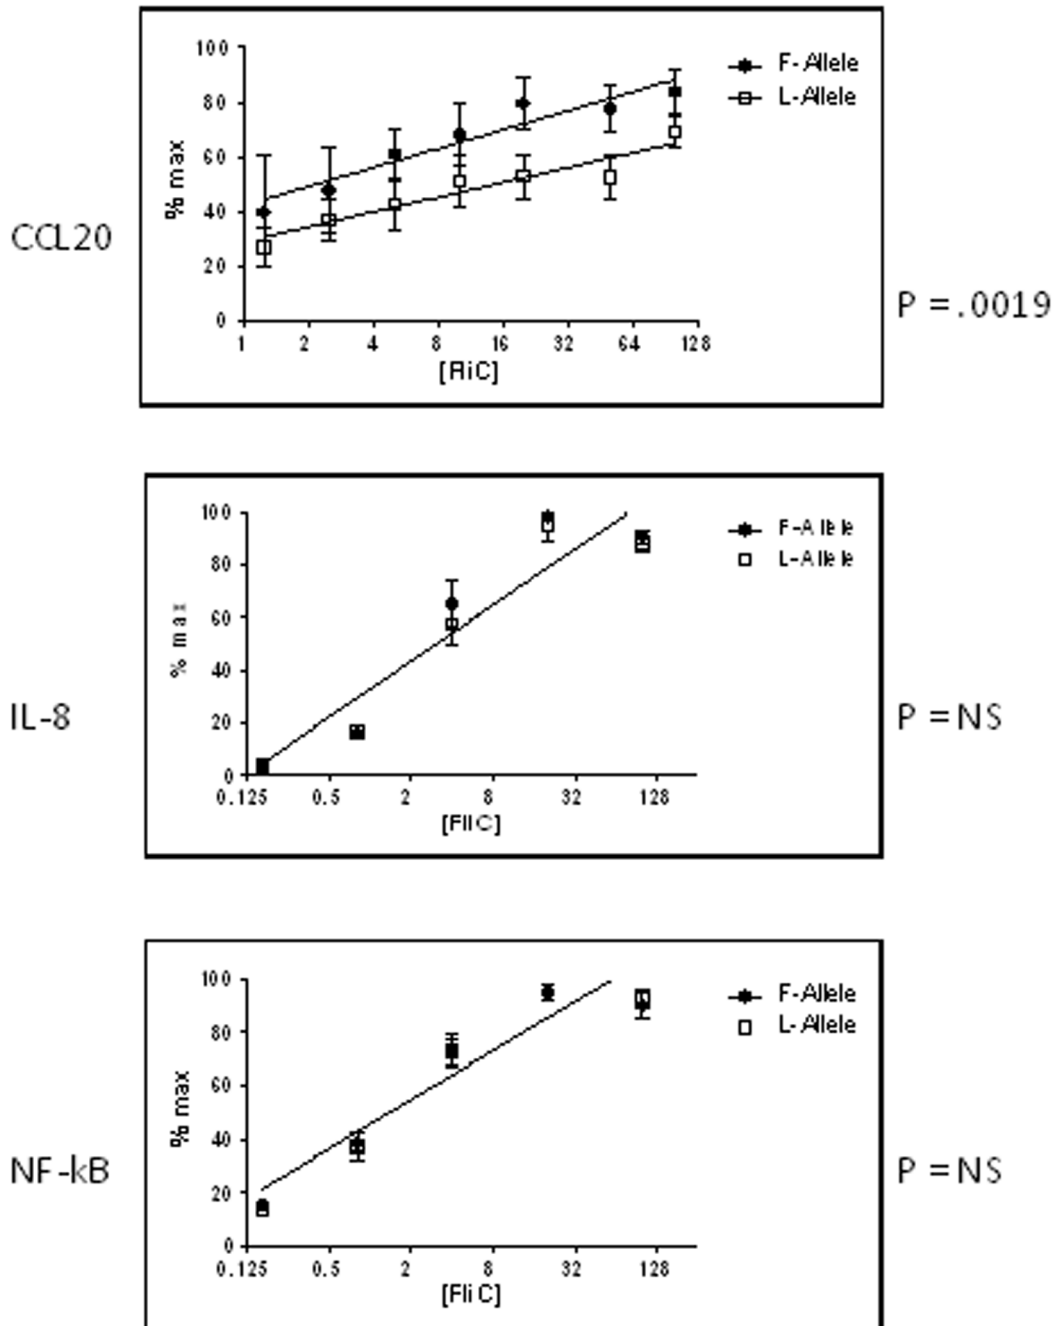 CCL20
100
80
60
40
20
0
% max
1 2 4 8 16 32 64 128
[FliC]
F-Allele
L-Allele
P = .0019
IL-8
100
80
60
40
20
0
% max
0.125 0.5 2 8 32 128
[FliC]
F-Allele
L-Allele
P = NS
NF-kB
100
80
60
40
20
0
% max
0.125 0.5 2 8 32 128
[FliC]
F-Allele
L-Allele
P = NS